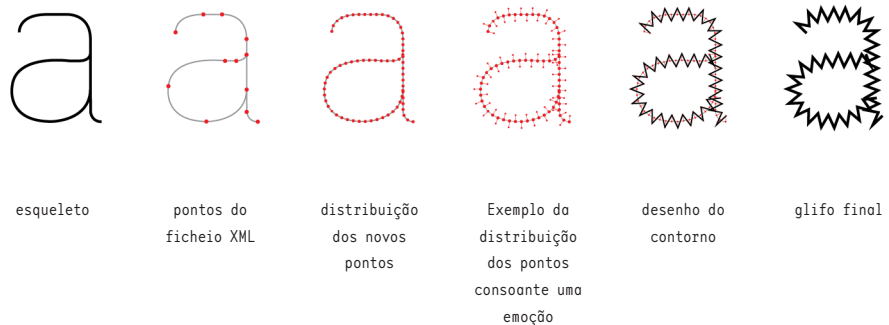 esqueleto
pontos do
ficheio XML
distribuição
dos novos
pontos
Exemplo da
distribuição
dos pontos
consoante uma
emoção
desenho do
contorno
glifo final